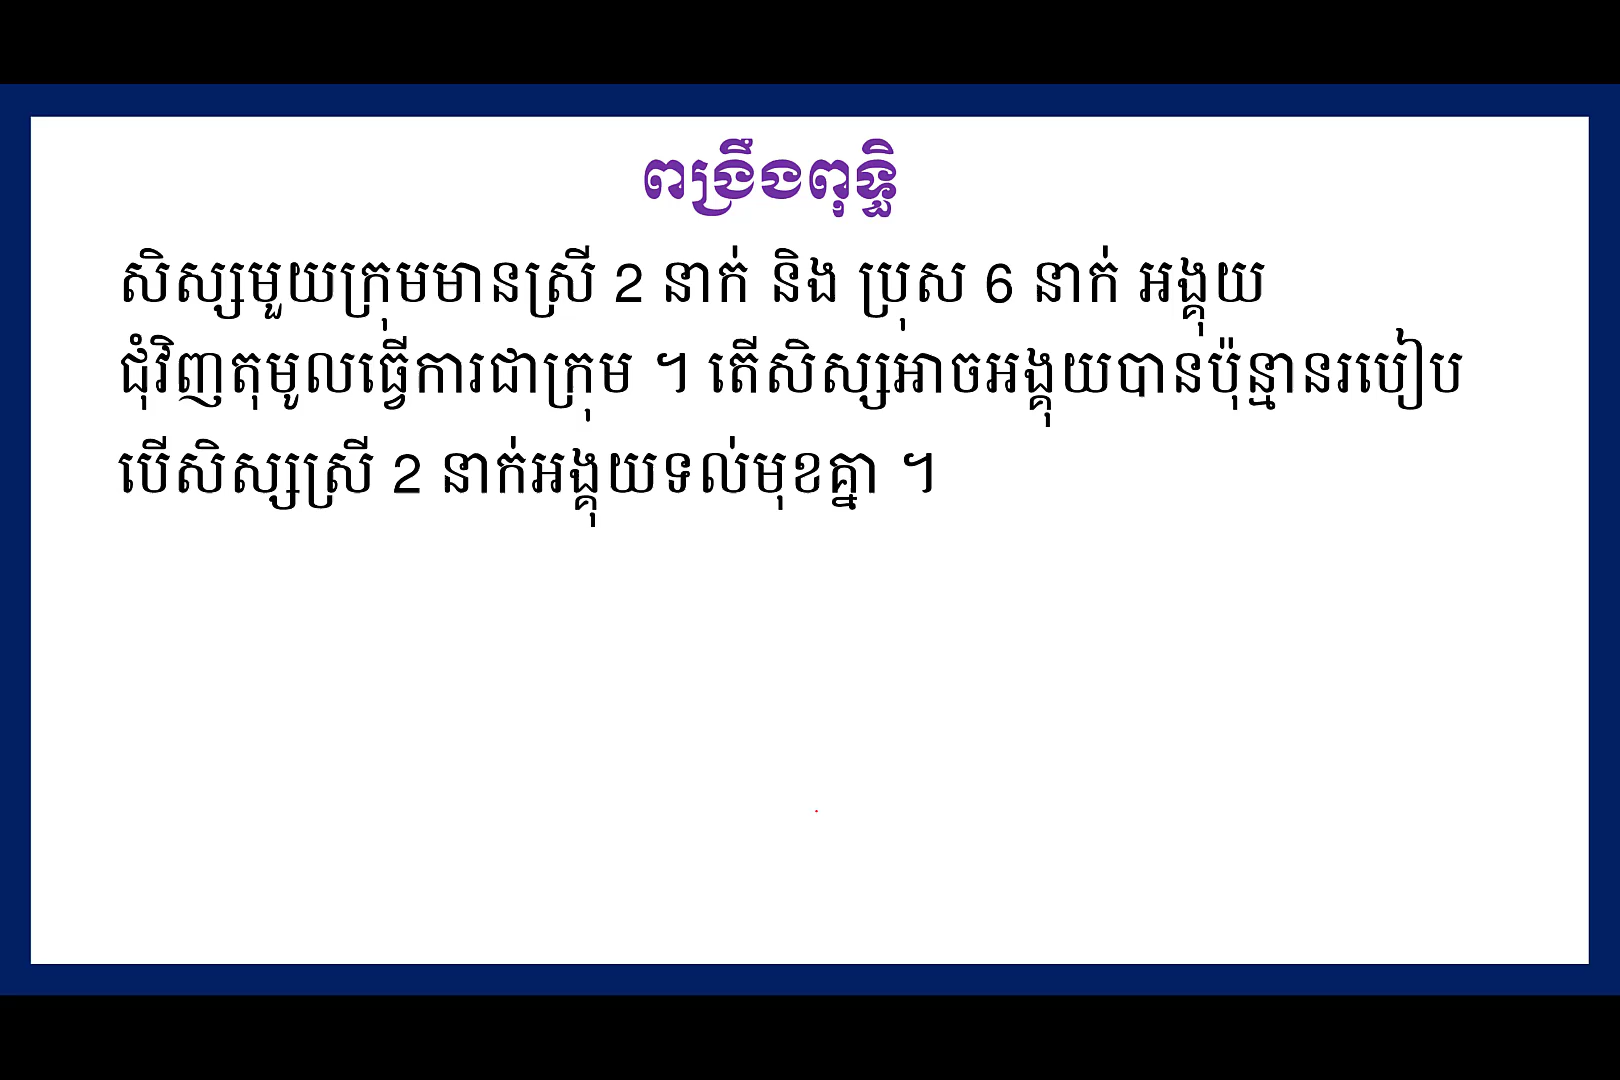 ពង្រឹងពុទ្ធិ
សិស្សមួយក្រុមមានស្រី 2 នាក់ និង ប្រុស 6 នាក់ អង្គុយ
ជុំវិញតុមូលធ្វើការជាក្រុម ។ តើសិស្សអាចអង្គុយបានប៉ុន្មានរបៀប
បើសិស្សស្រី 2 នាក់អង្គុយទល់មុខគ្នា ។